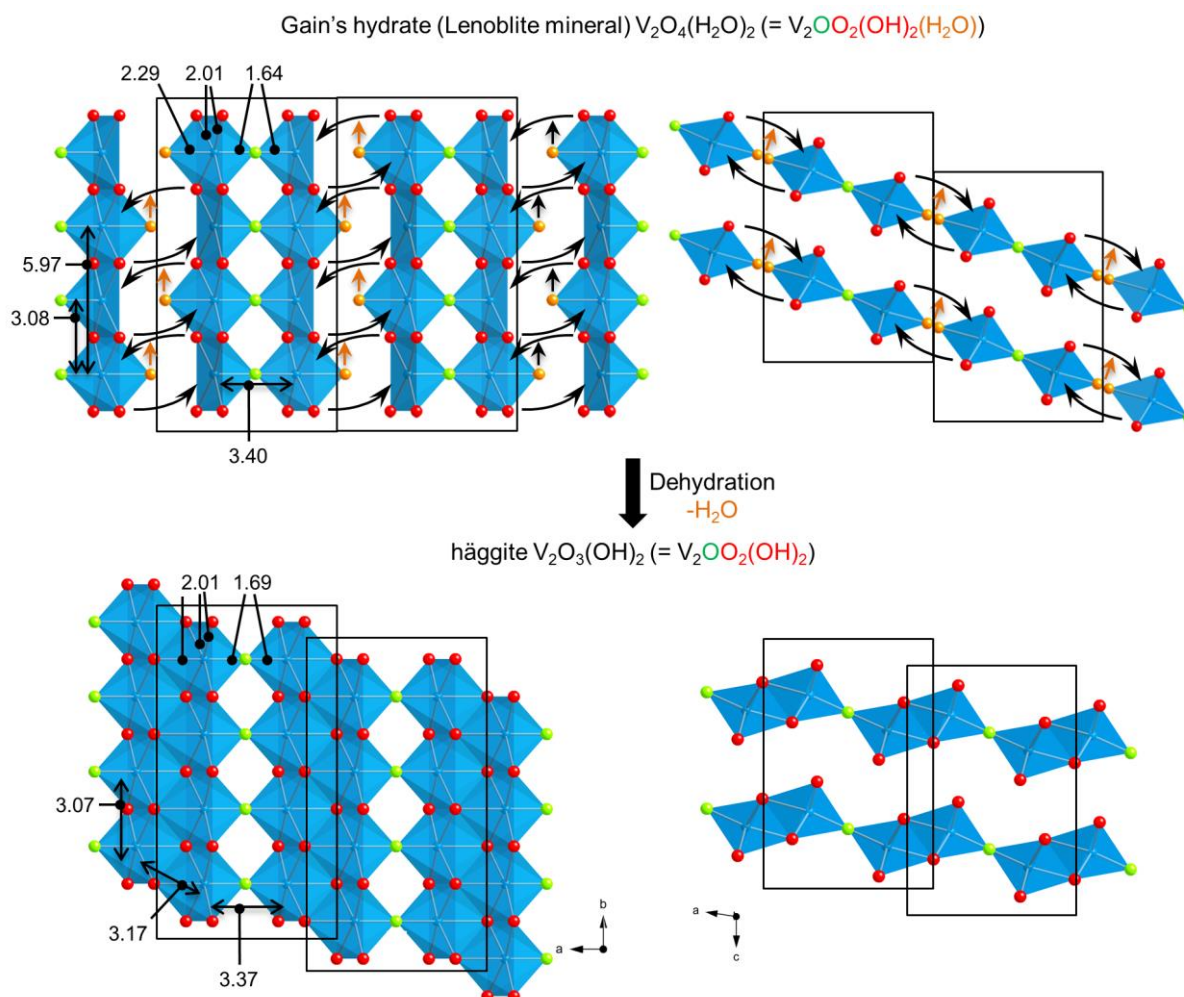 Gain's hydrate (Lenoblite mineral) V₂O₄(H₂O)₂ (= V₂OO₂(OH)₂(H₂O))
2.29 2.01 1.64
5.97
3.08
3.40
Dehydration
-H₂O
häggite V₂O₃(OH)₂ (= V₂OO₂(OH)₂)
2.01 1.69
3.07
3.17
3.37
b
a
a
c